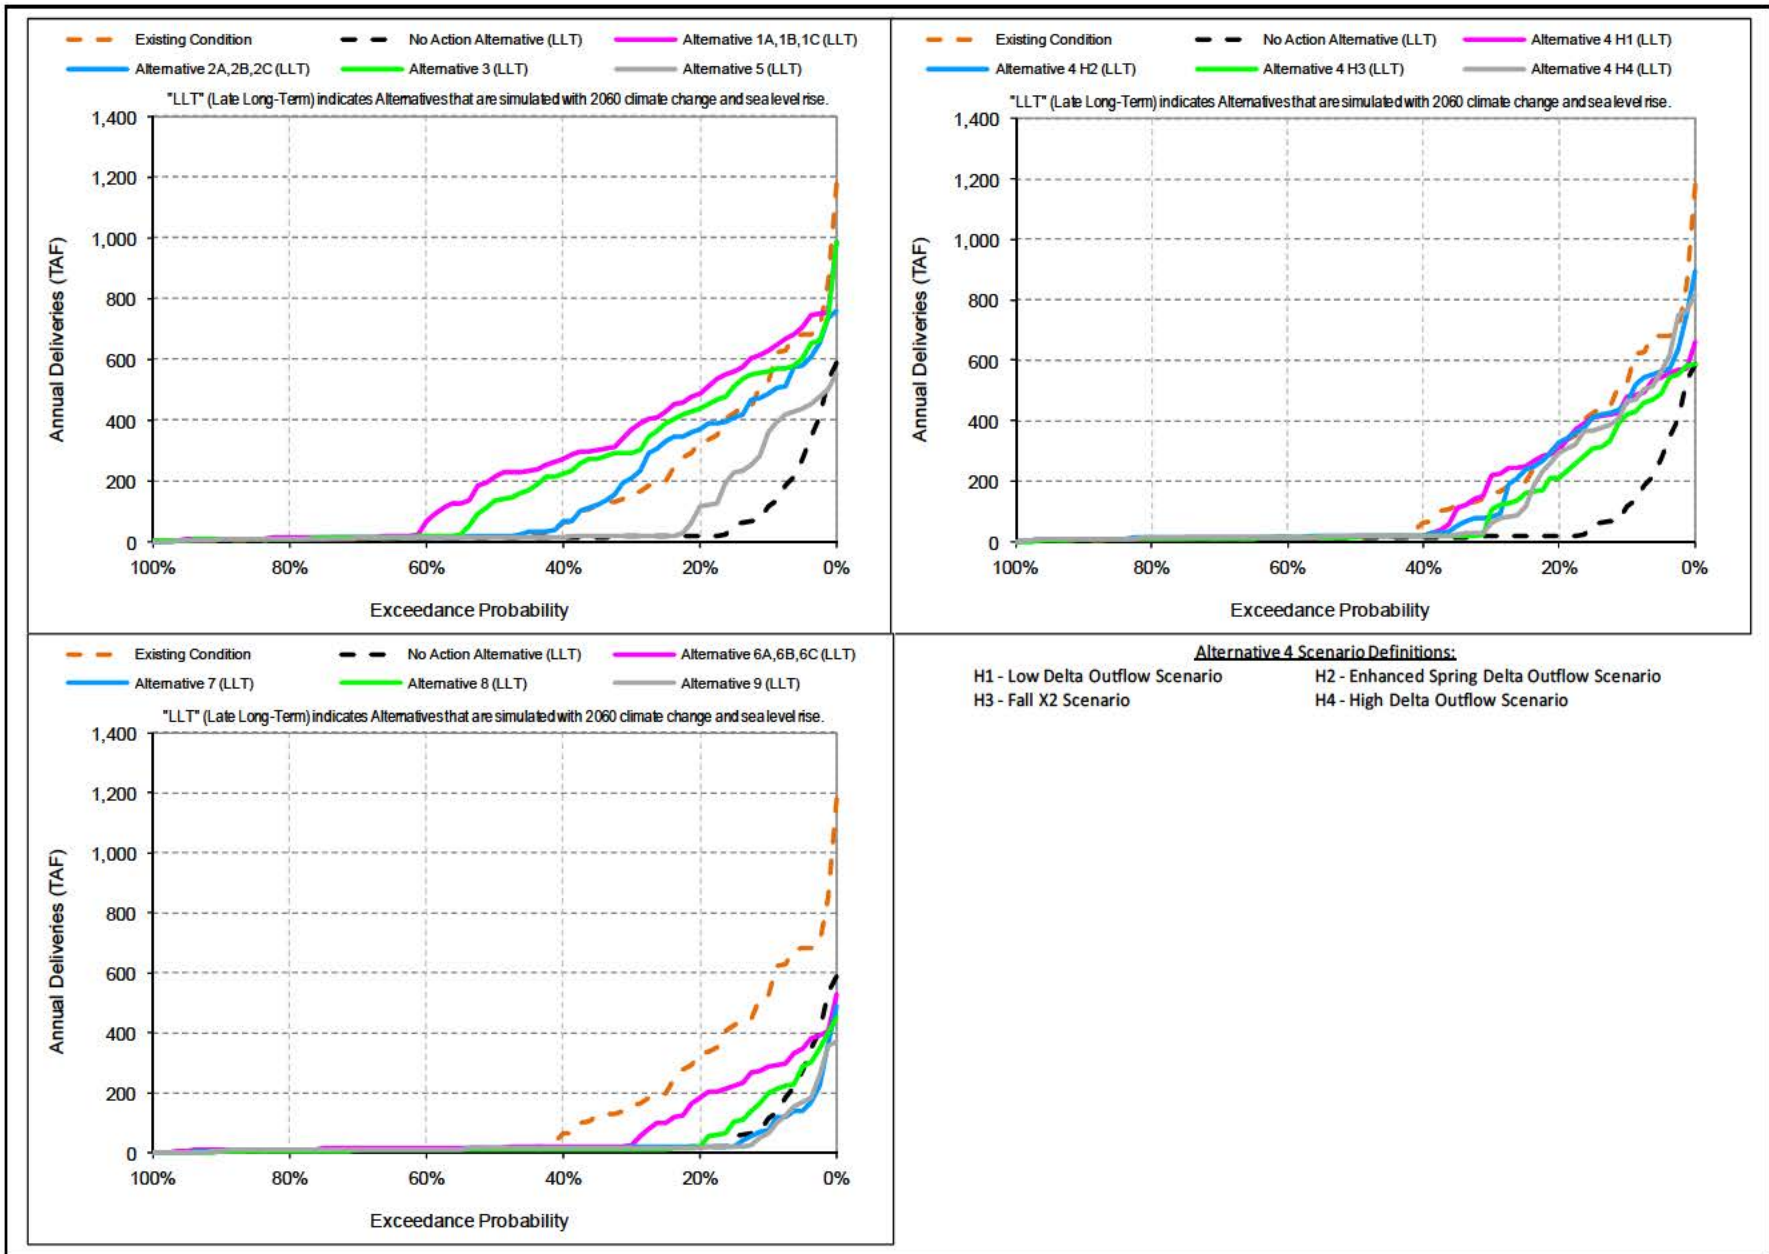 Existing Condition No Action Alternative (LLT) Alternative 1A,1B,1C (LLT)
Alternative 2A,2B,2C (LLT) Alternative 3 (LLT) Alternative 5 (LLT)
"LLT" (Late Long-Term) indicates Alternatives that are simulated with 2060 climate change and sea level rise.
1,400
1,200
1,000
800
600
400
200
0
Annual Deliveries (TAF)
100% 80% 60% 40% 20% 0%
Exceedance Probability
Existing Condition No Action Alternative (LLT) Alternative 4 H1 (LLT)
Alternative 4 H2 (LLT) Alternative 4 H3 (LLT) Alternative 4 H4 (LLT)
"LLT" (Late Long-Term) indicates Alternatives that are simulated with 2060 climate change and sea level rise.
1,400
1,200
1,000
800
600
400
200
0
Annual Deliveries (TAF)
100% 80% 60% 40% 20% 0%
Exceedance Probability
Existing Condition No Action Alternative (LLT) Alternative 6A,6B,6C (LLT)
Alternative 7 (LLT) Alternative 8 (LLT) Alternative 9 (LLT)
"LLT" (Late Long-Term) indicates Alternatives that are simulated with 2060 climate change and sea level rise.
1,400
1,200
1,000
800
600
400
200
0
Annual Deliveries (TAF)
100% 80% 60% 40% 20% 0%
Exceedance Probability
Alternative 4 Scenario Definitions:
H1 - Low Delta Outflow Scenario H2 - Enhanced Spring Delta Outflow Scenario
H3 - Fall X2 Scenario H4 - High Delta Outflow Scenario